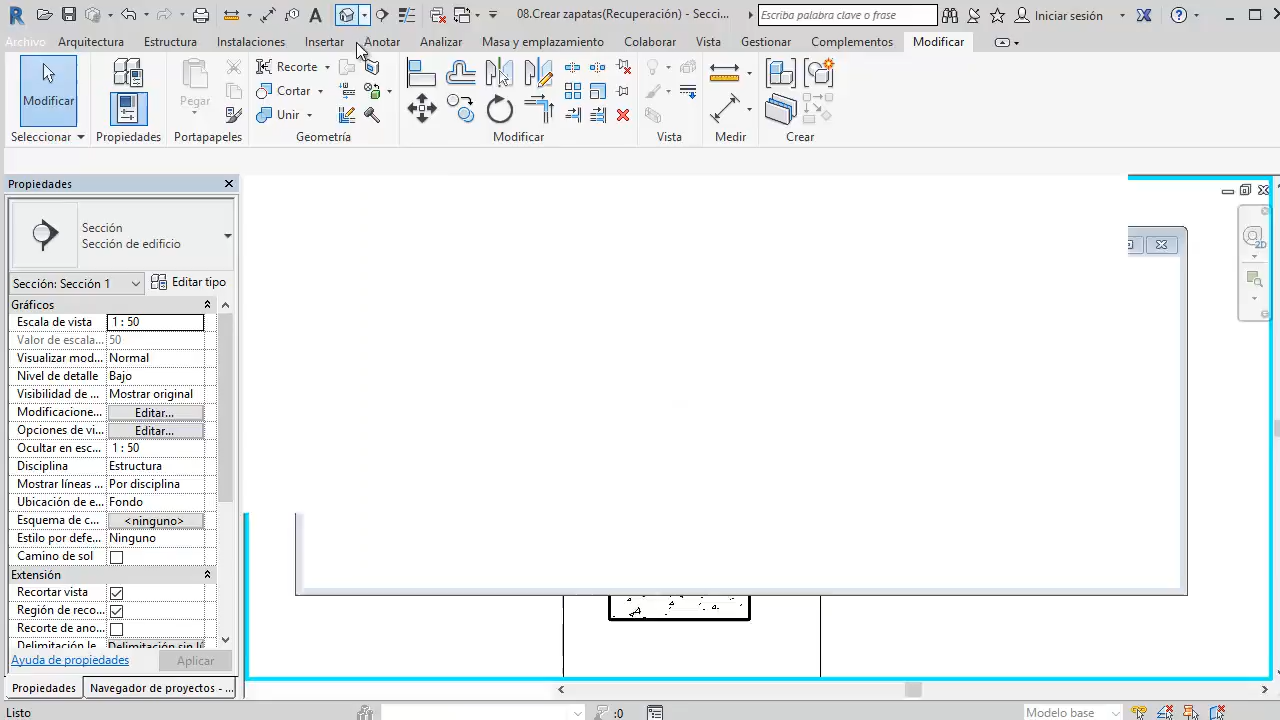 08.Crear zapatas(Recuperación) - Secci...
Escriba palabra clave o frase
Iniciar sesión
Archivo Arquitectura Estructura Instalaciones Insertar Anotar Analizar Masa y emplazamiento Colaborar Vista Gestionar Complementos Modificar
Modificar
Pegar
Recorte
Cortar
Unir
Seleccionar Propiedades Portapapeles Geometría Modificar Vista Medir Crear
Propiedades
Sección
Sección de edificio
Sección: Sección 1 Editar tipo
Gráficos
Escala de vista 1 : 50
Valor de escala... 50
Visualizar mod... Normal
Nivel de detalle Bajo
Visibilidad de ... Mostrar original
Modificacione... Editar...
Opciones de vi... Editar...
Ocultar en esc... 1 : 50
Disciplina Estructura
Mostrar líneas ... Por disciplina
Ubicación de e... Fondo
Esquema de c... <ninguno>
Estilo por defe... Ninguno
Camino de sol
Extensión
Recortar vista
Región de reco...
Recorte de ano...
Ayuda de propiedades Aplicar
Propiedades Navegador de proyectos - ...
2D
Listo :0 Modelo base